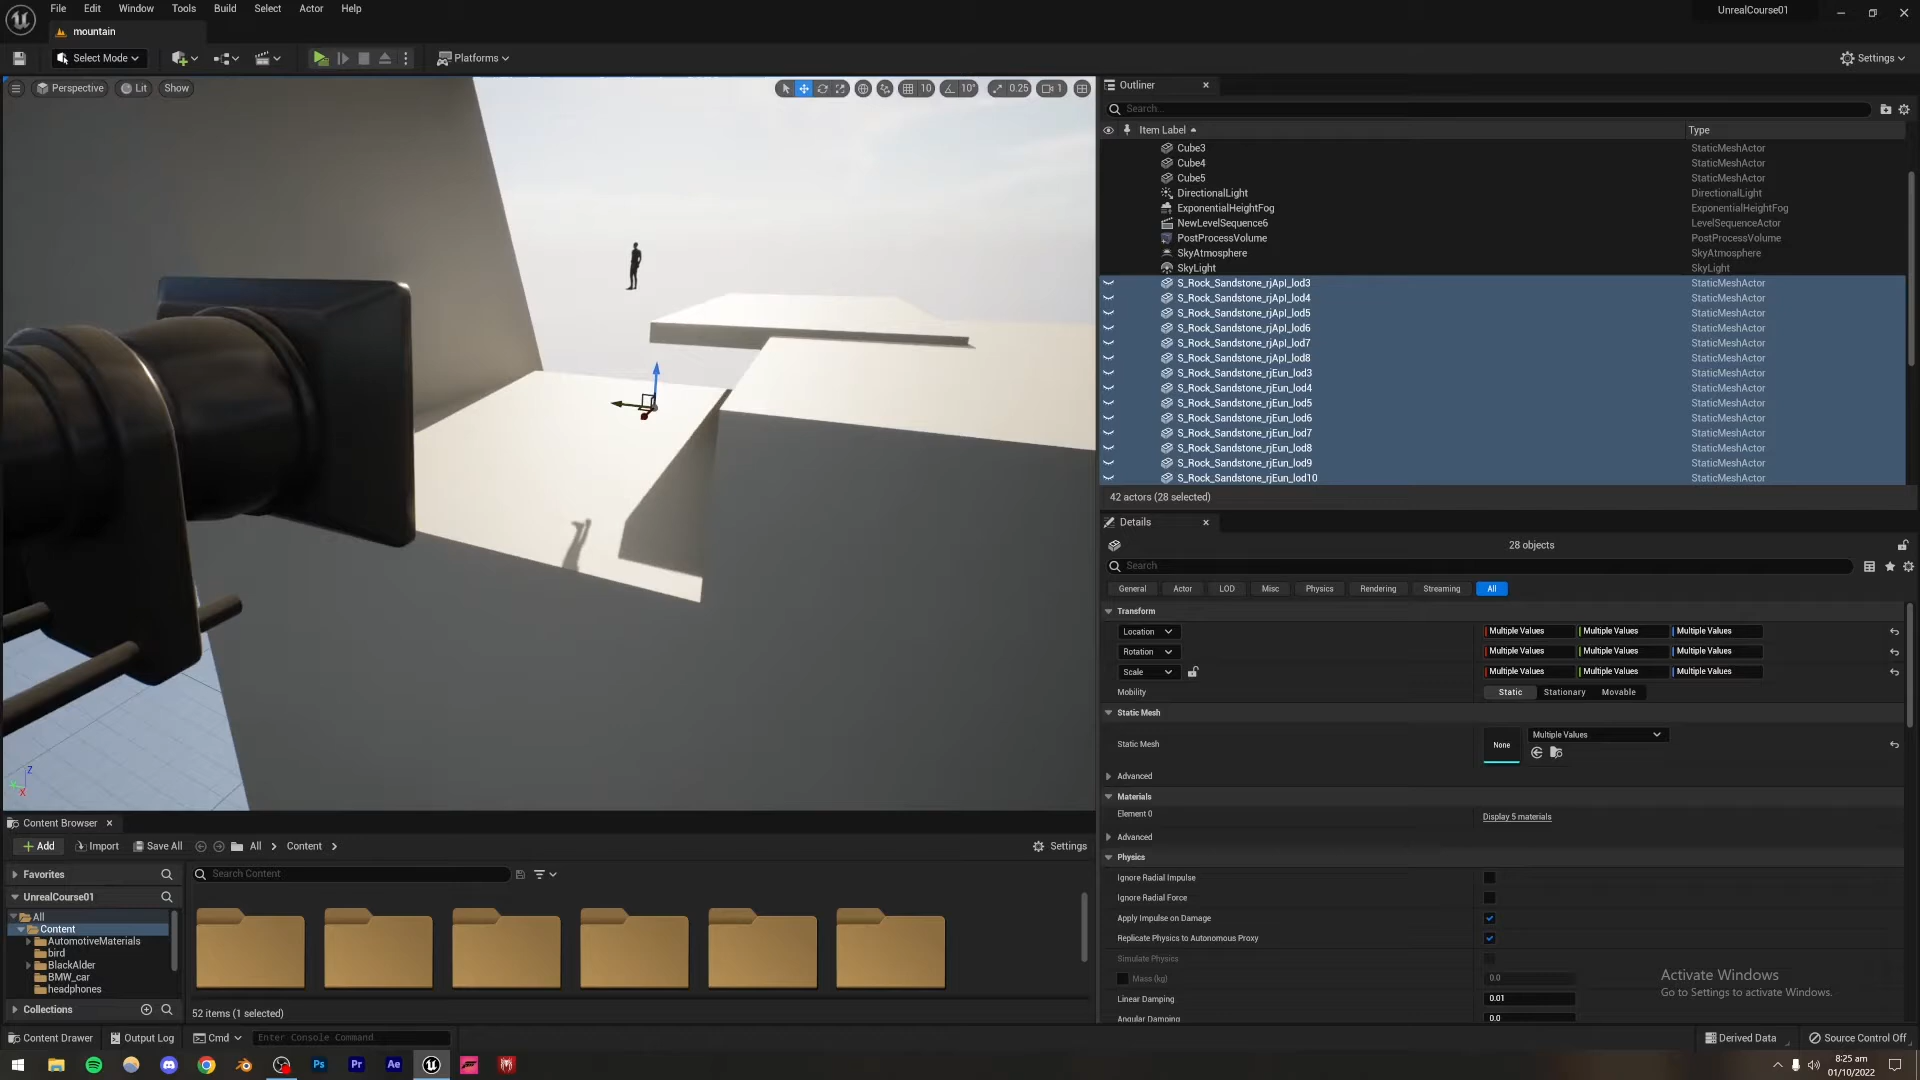 File Edit Window Tools Build Select Actor Help
UnrealCourse01
mountain
Select Mode
Platforms
Settings
Perspective Lit Show
10 10° 0.25 1
Outliner
Search...
Item Label Type
Cube3 StaticMeshActor
Cube4 StaticMeshActor
Cube5 StaticMeshActor
DirectionalLight DirectionalLight
ExponentialHeightFog ExponentialHeightFog
NewLevelSequence6 LevelSequenceActor
PostProcessVolume PostProcessVolume
SkyAtmosphere SkyAtmosphere
SkyLight SkyLight
S_Rock_Sandstone_rjApl_lod3 StaticMeshActor
S_Rock_Sandstone_rjApl_lod4 StaticMeshActor
S_Rock_Sandstone_rjApl_lod5 StaticMeshActor
S_Rock_Sandstone_rjApl_lod6 StaticMeshActor
S_Rock_Sandstone_rjApl_lod7 StaticMeshActor
S_Rock_Sandstone_rjApl_lod8 StaticMeshActor
S_Rock_Sandstone_rjEun_lod3 StaticMeshActor
S_Rock_Sandstone_rjEun_lod4 StaticMeshActor
S_Rock_Sandstone_rjEun_lod5 StaticMeshActor
S_Rock_Sandstone_rjEun_lod6 StaticMeshActor
S_Rock_Sandstone_rjEun_lod7 StaticMeshActor
S_Rock_Sandstone_rjEun_lod8 StaticMeshActor
S_Rock_Sandstone_rjEun_lod9 StaticMeshActor
S_Rock_Sandstone_rjEun_lod10 StaticMeshActor
42 actors (28 selected)
Details
28 objects
Search
General Actor LOD Misc Physics Rendering Streaming All
Transform
Location Multiple Values Multiple Values Multiple Values
Rotation Multiple Values Multiple Values Multiple Values
Scale Multiple Values Multiple Values Multiple Values
Mobility Static Stationary Movable
Static Mesh
Static Mesh None Multiple Values
Advanced
Materials
Element 0 Display 5 materials
Advanced
Physics
Ignore Radial Impulse
Ignore Radial Force
Apply Impulse on Damage
Replicate Physics to Autonomous Proxy
Simulate Physics
Mass (kg) 0.0
Linear Damping 0.01
Angular Damping 0.0
Activate Windows
Go to Settings to activate Windows.
Z
Y
X
Content Browser
Add Import Save All All Content Settings
Favorites
Search Content
UnrealCourse01
All
Content
AutomotiveMaterials
bird
BlackAlder
BMW_car
headphones
Collections
52 items (1 selected)
Content Drawer Output Log Cmd Enter Console Command
Derived Data Source Control Off
Ps Pr Ae
8:25 am
01/10/2022